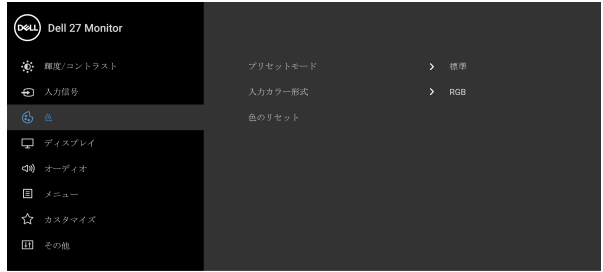 DELL Dell 27 Monitor
輝度/コントラスト
プリセットモード > 標準
入力信号
入力カラー形式 > RGB
色
色のリセット
ディスプレイ
オーディオ
メニュー
カスタマイズ
その他